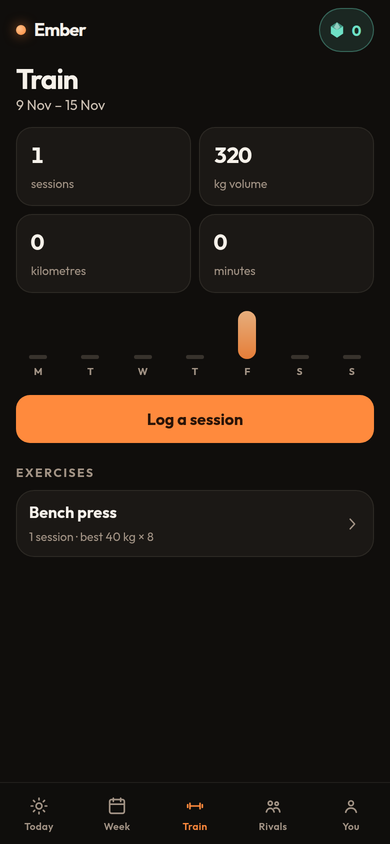 Ember
0
Train
9 Nov – 15 Nov
1
sessions
320
kg volume
0
kilometres
0
minutes
M T W T F S S
Log a session
EXERCISES
Bench press
1 session · best 40 kg × 8
Today Week Train Rivals You